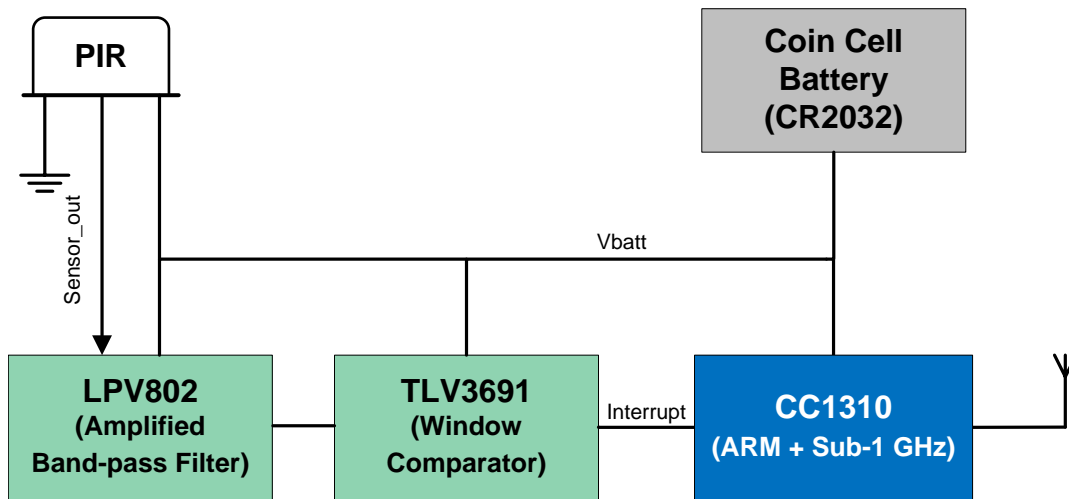 PIR
Coin Cell
Battery
(CR2032)
Sensor_out
Vbatt
LPV802
(Amplified
Band-pass Filter)
TLV3691
(Window
Comparator)
Interrupt
CC1310
(ARM + Sub-1 GHz)